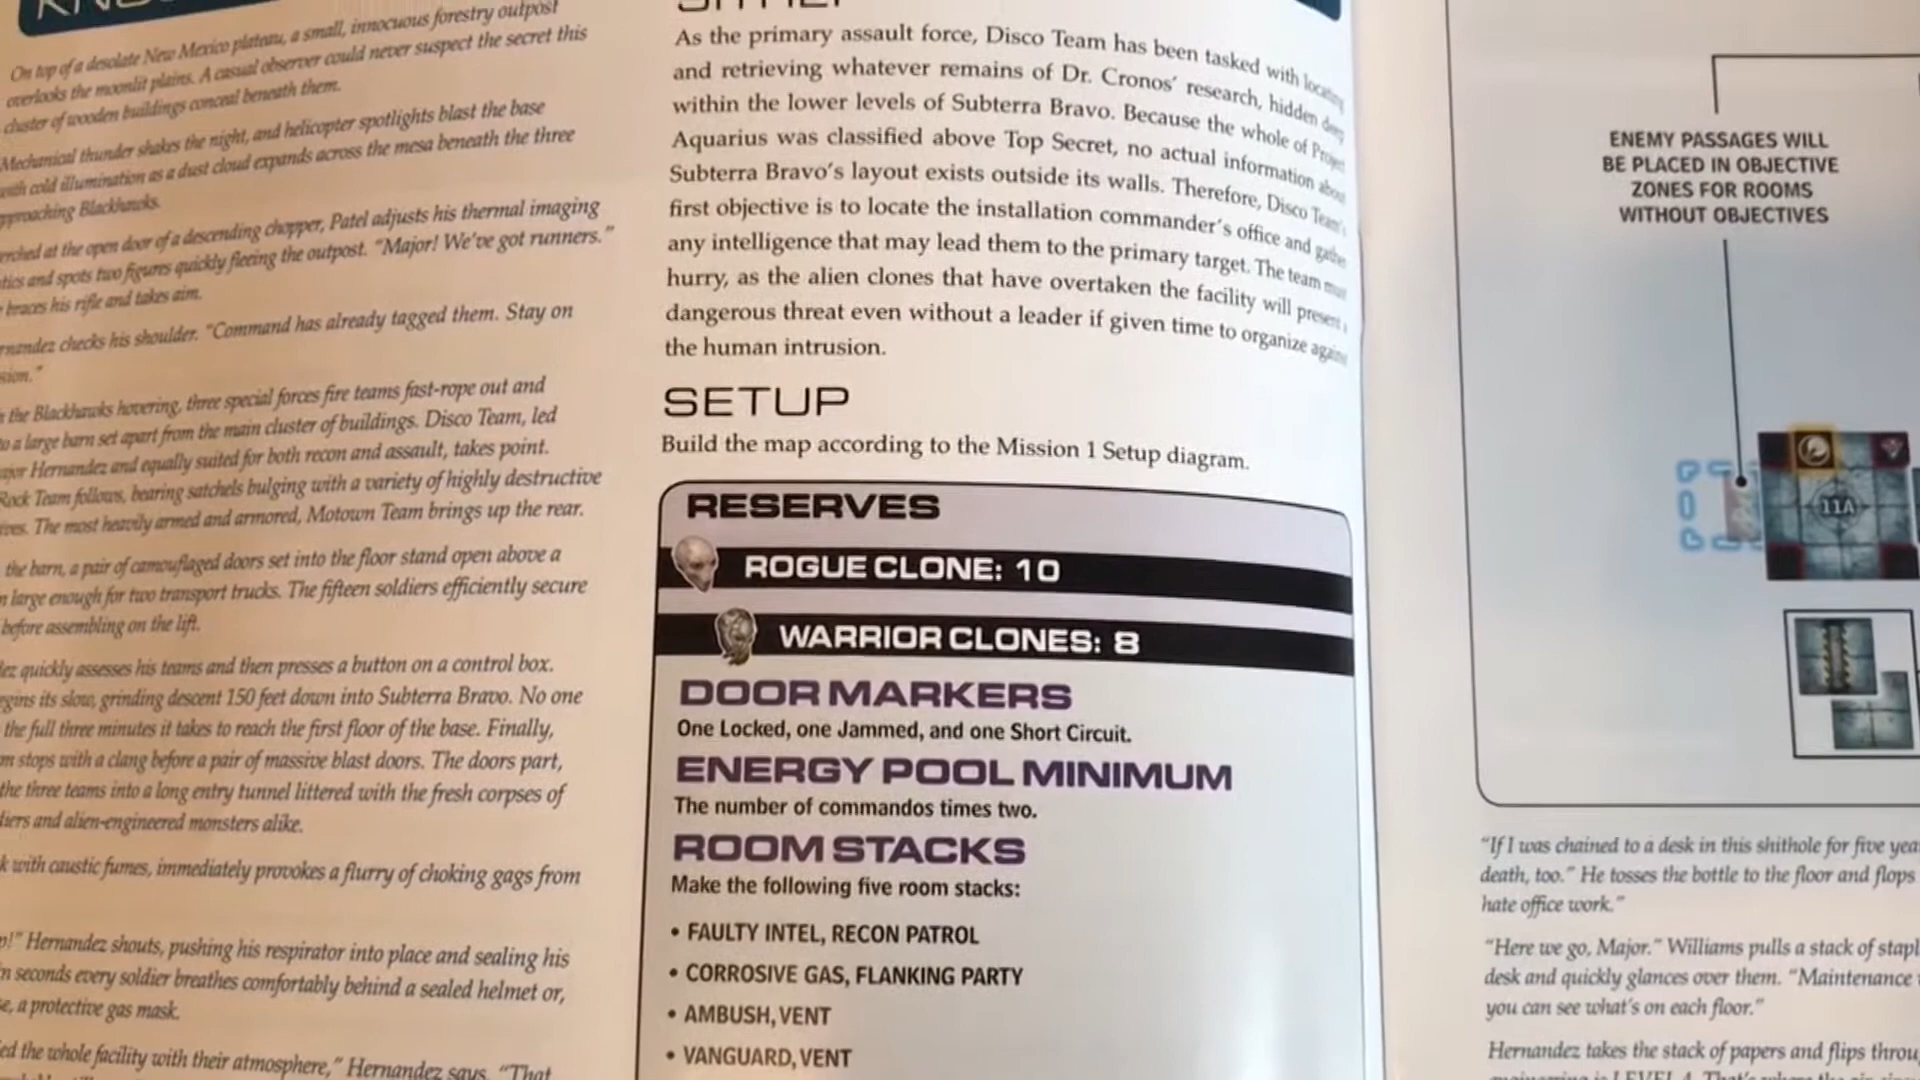 On top of a desolate New Mexico plateau, a small, innocuous forestry outpost
overlooks the moonlit plains. A casual observer could never suspect the secret this
cluster of wooden buildings conceal beneath them.
Mechanical thunder shakes the night, and helicopter spotlights blast the base
with cold illumination as a dust cloud expands across the mesa beneath the three
approaching Blackhawks.
at the open door of a descending chopper, Patel adjusts his thermal imaging
and spots two figures quickly fleeing the outpost. "Major! We've got runners."
braces his rifle and takes aim.
checks his shoulder. "Command has already tagged them. Stay on
the Blackhawks hovering, three special forces fire teams fast-rope out and
to a large barn set apart from the main cluster of buildings. Disco Team, led
Hernandez and equally suited for both recon and assault, takes point.
Rock Team follows, bearing satchels bulging with a variety of highly destructive
The most heavily armed and armored, Motown Team brings up the rear.
the barn, a pair of camouflaged doors set into the floor stand open above a
large enough for two transport trucks. The fifteen soldiers efficiently secure
before assembling on the lift.
quickly assesses his teams and then presses a button on a control box.
its slow, grinding descent 150 feet down into Subterra Bravo. No one
the full three minutes it takes to reach the first floor of the base. Finally,
stops with a clang before a pair of massive blast doors. The doors part,
the three teams into a long entry tunnel littered with the fresh corpses of
and alien-engineered monsters alike.
with caustic fumes, immediately provokes a flurry of choking gags from
Hernandez shouts, pushing his respirator into place and sealing his
seconds every soldier breathes comfortably behind a sealed helmet or,
a protective gas mask.
the whole facility with their atmosphere," Hernandez says. "That
As the primary assault force, Disco Team has been tasked with locating
and retrieving whatever remains of Dr. Cronos' research, hidden deep
within the lower levels of Subterra Bravo. Because the whole of Project
Aquarius was classified above Top Secret, no actual information about
Subterra Bravo's layout exists outside its walls. Therefore, Disco Team's
first objective is to locate the installation commander's office and gather
any intelligence that may lead them to the primary target. The team must
hurry, as the alien clones that have overtaken the facility will present
dangerous threat even without a leader if given time to organize against
the human intrusion.
SETUP
Build the map according to the Mission 1 Setup diagram.
RESERVES
ROGUE CLONE: 10
WARRIOR CLONES: 8
DOOR MARKERS
One Locked, one Jammed, and one Short Circuit.
ENERGY POOL MINIMUM
The number of commandos times two.
ROOM STACKS
Make the following five room stacks:
• FAULTY INTEL, RECON PATROL
• CORROSIVE GAS, FLANKING PARTY
• AMBUSH, VENT
• VANGUARD, VENT
ENEMY PASSAGES WILL
BE PLACED IN OBJECTIVE
ZONES FOR ROOMS
WITHOUT OBJECTIVES
11A
"If I was chained to a desk in this shithole for five
death, too." He tosses the bottle to the floor and flops
hate office work."
"Here we go, Major." Williams pulls a stack of
desk and quickly glances over them. "Maintenance
you can see what's on each floor."
Hernandez takes the stack of papers and flips